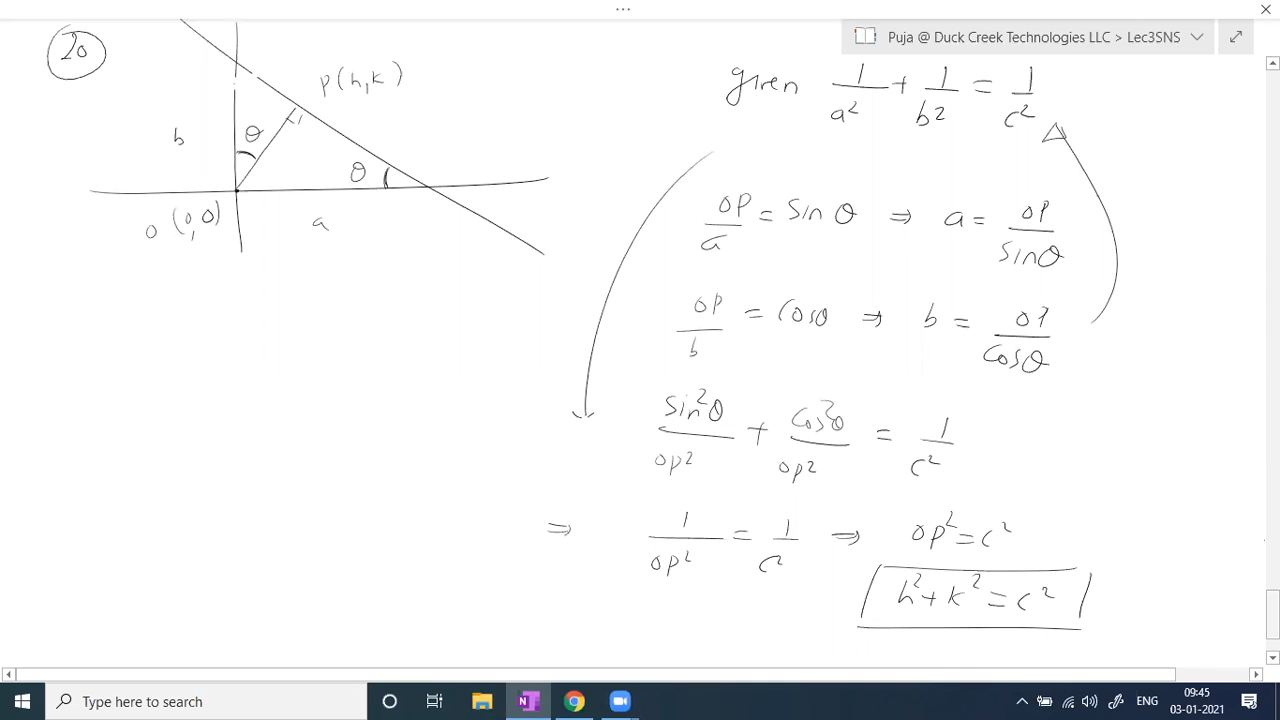 ...
Puja @ Duck Creek Technologies LLC > Lec3SNS
20
P(h,k)
b
θ
θ
O (0,0)
a
given 1/a² + 1/b² = 1/c²
OP/a = sin θ ⇒ a = OP/sinθ
OP/b = cosθ ⇒ b = OP/cosθ
sin²θ/OP² + cos²θ/OP² = 1/c²
⇒ 1/OP² = 1/c² ⇒ OP² = c²
h² + k² = c²
Type here to search
ENG
09:45
03-01-2021